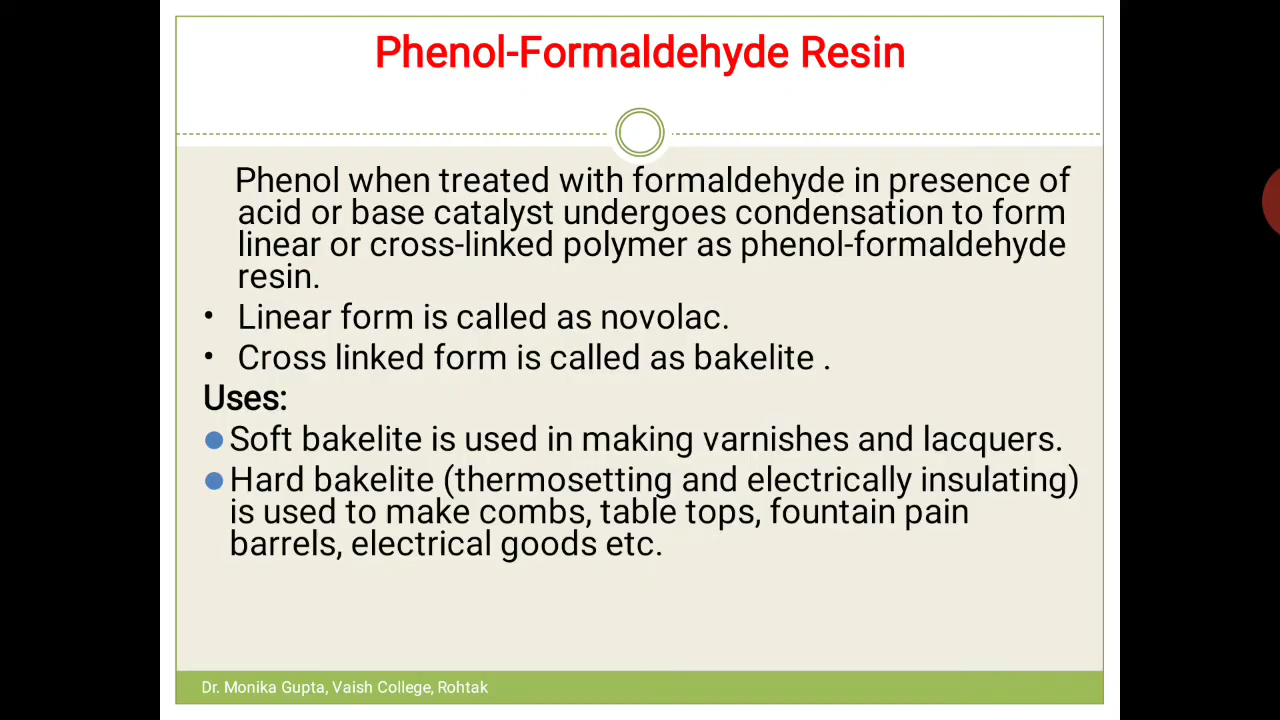 Phenol-Formaldehyde Resin
Phenol when treated with formaldehyde in presence of
acid or base catalyst undergoes condensation to form
linear or cross-linked polymer as phenol-formaldehyde
resin.
• Linear form is called as novolac.
• Cross linked form is called as bakelite .
Uses:
● Soft bakelite is used in making varnishes and lacquers.
● Hard bakelite (thermosetting and electrically insulating)
is used to make combs, table tops, fountain pain
barrels, electrical goods etc.
Dr. Monika Gupta, Vaish College, Rohtak